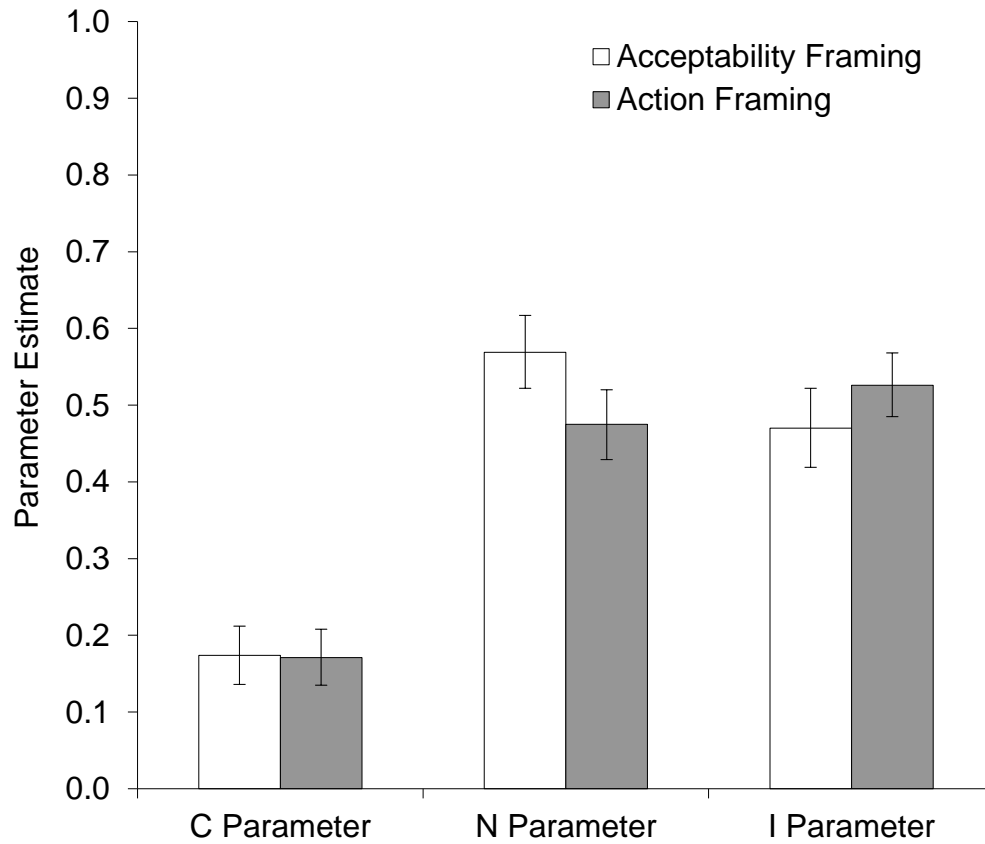 1.0
0.9
0.8
0.7
0.6
0.5
0.4
0.3
0.2
0.1
0.0
Parameter Estimate
Acceptability Framing
Action Framing
C Parameter
N Parameter
I Parameter